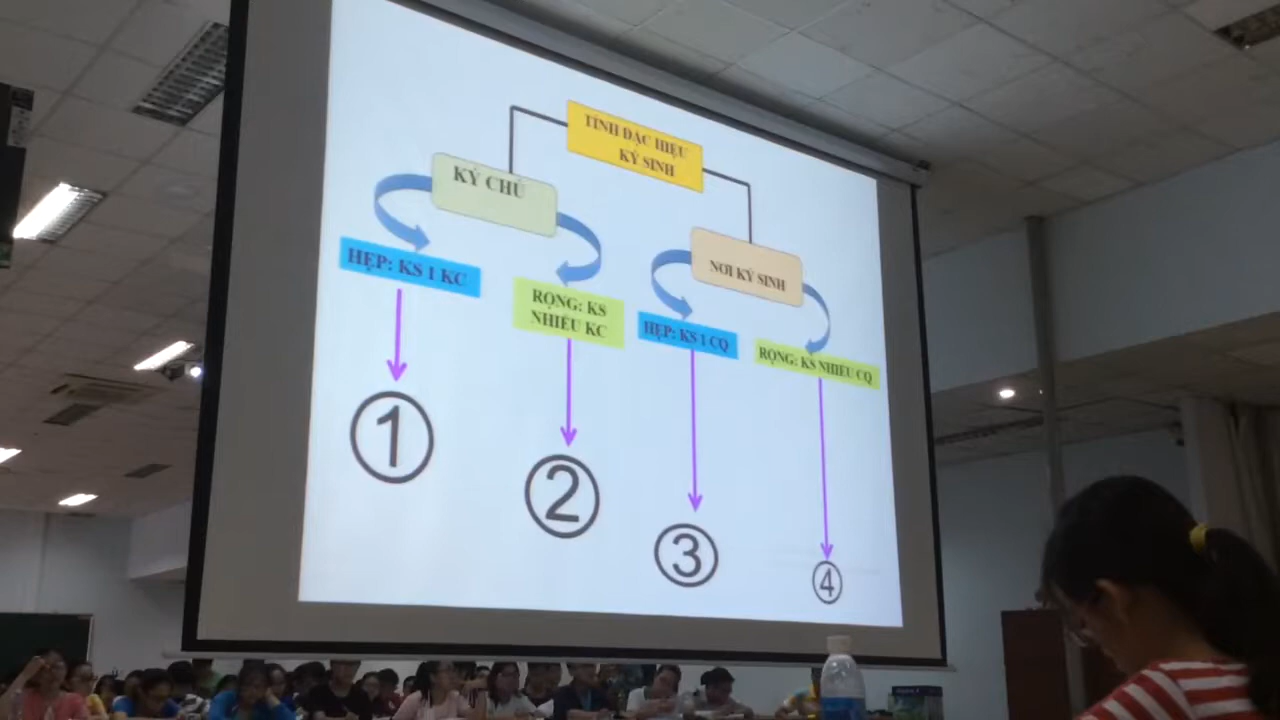 TÍNH ĐẶC HIỆU
KÝ SINH
KÝ CHỦ
NƠI KÝ SINH
HẸP: KS 1 KC
RỘNG: KS
NHIỀU KC
HẸP: KS 1 CQ
RỘNG: KS NHIỀU CQ
1
2
3
4